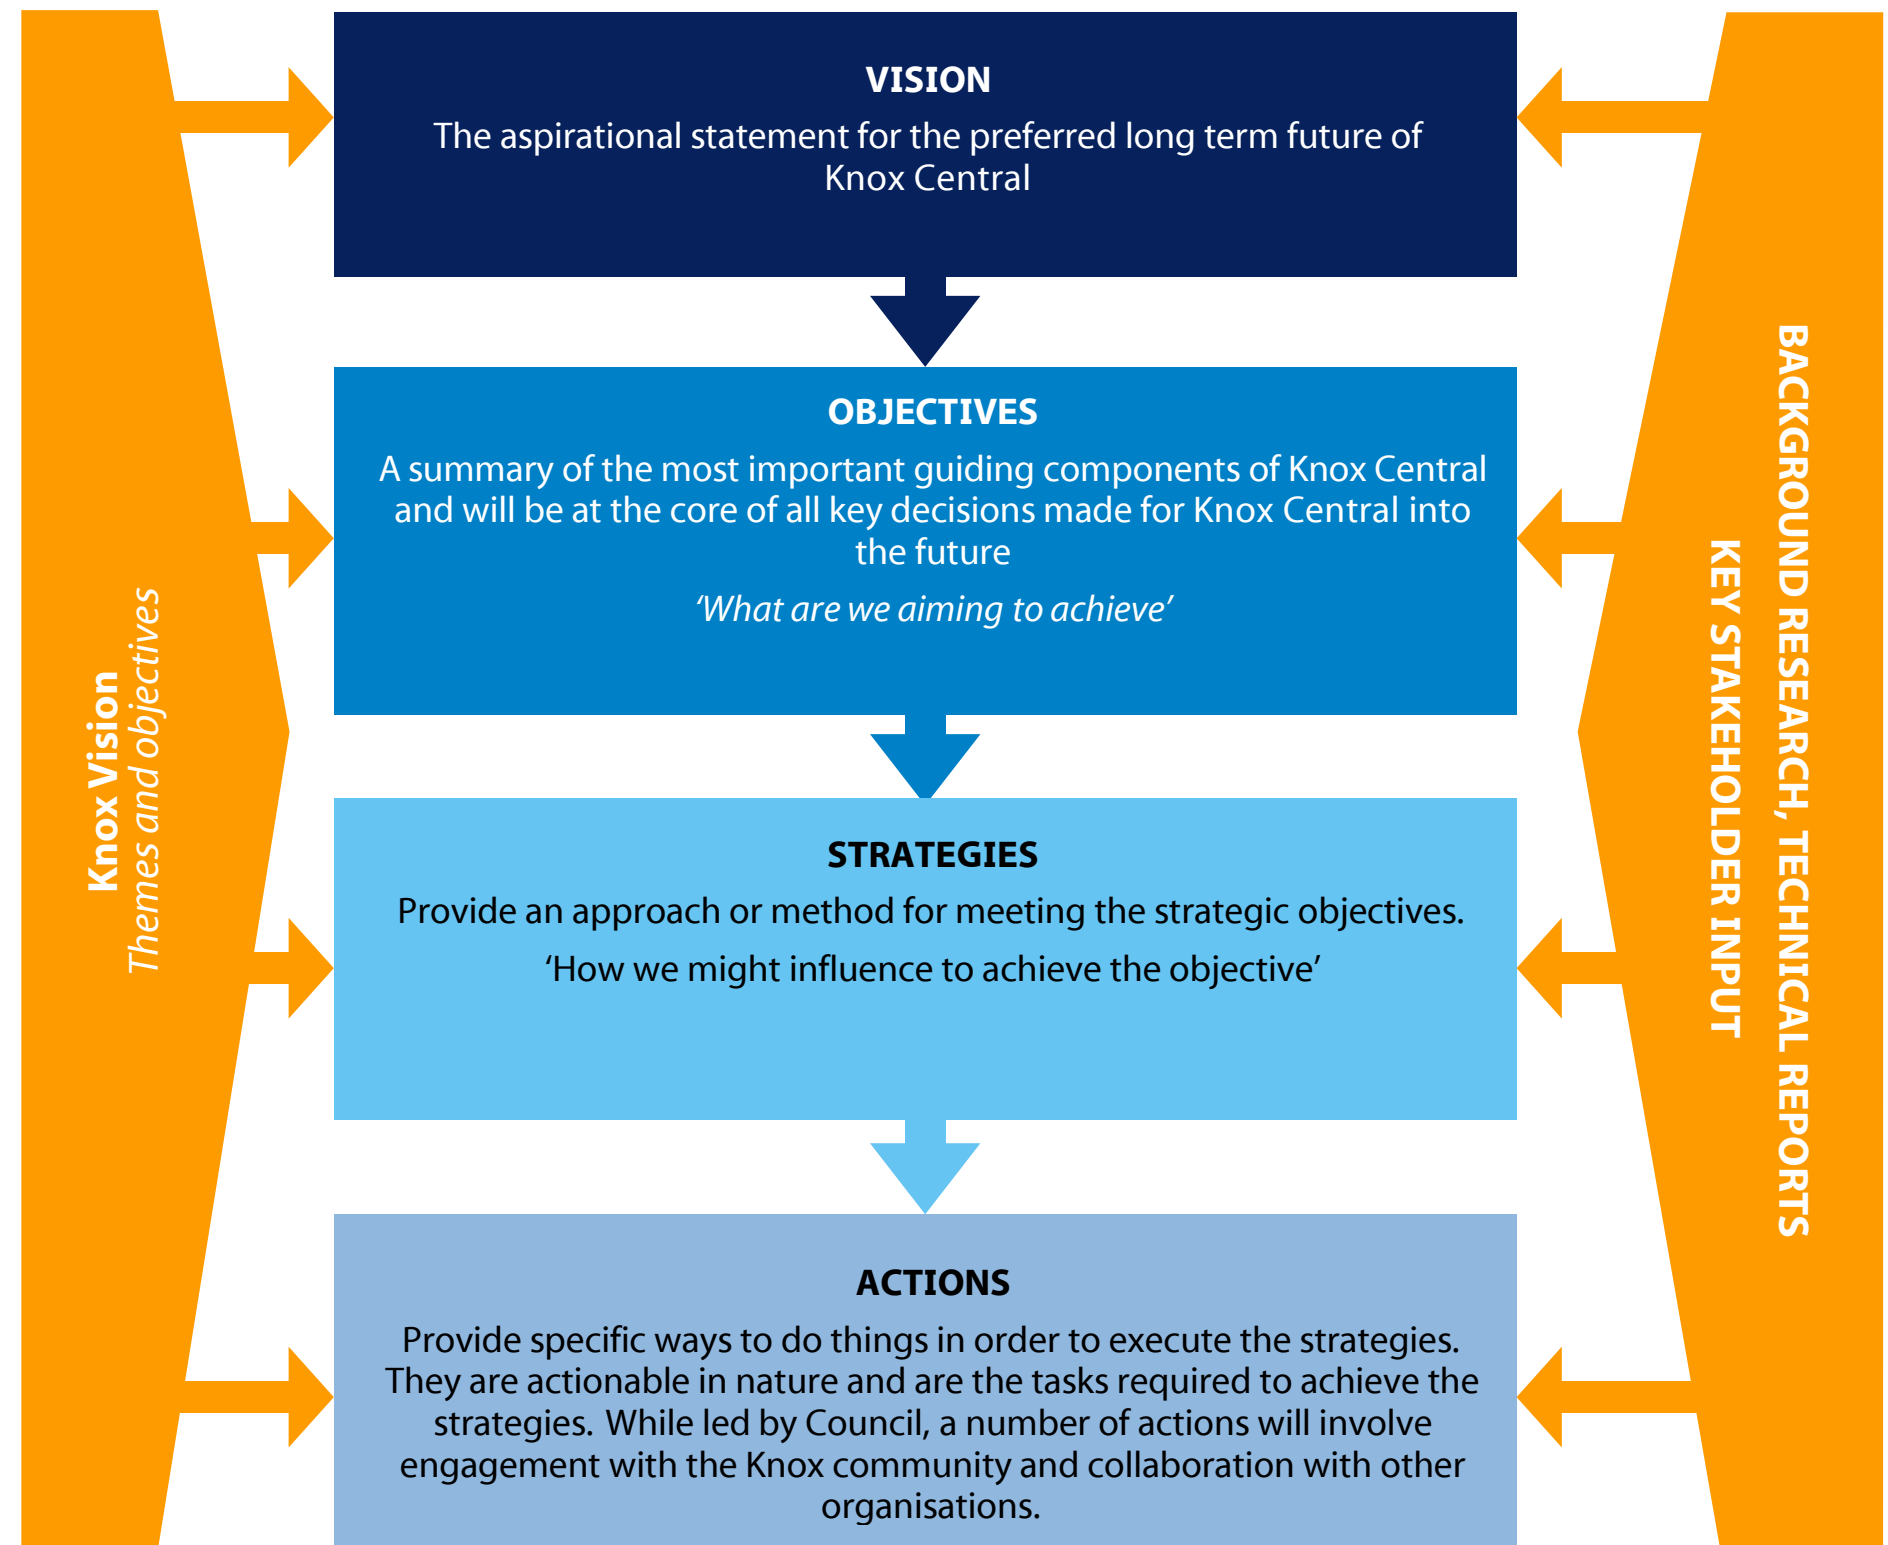 VISION
The aspirational statement for the preferred long term future of
Knox Central
OBJECTIVES
A summary of the most important guiding components of Knox Central
and will be at the core of all key decisions made for Knox Central into
the future
‘What are we aiming to achieve’
STRATEGIES
Provide an approach or method for meeting the strategic objectives.
‘How we might influence to achieve the objective’
ACTIONS
Provide specific ways to do things in order to execute the strategies.
They are actionable in nature and are the tasks required to achieve the
strategies. While led by Council, a number of actions will involve
engagement with the Knox community and collaboration with other
organisations.
Knox Vision
Themes and objectives
BACKGROUND RESEARCH, TECHNICAL REPORTS
KEY STAKEHOLDER INPUT